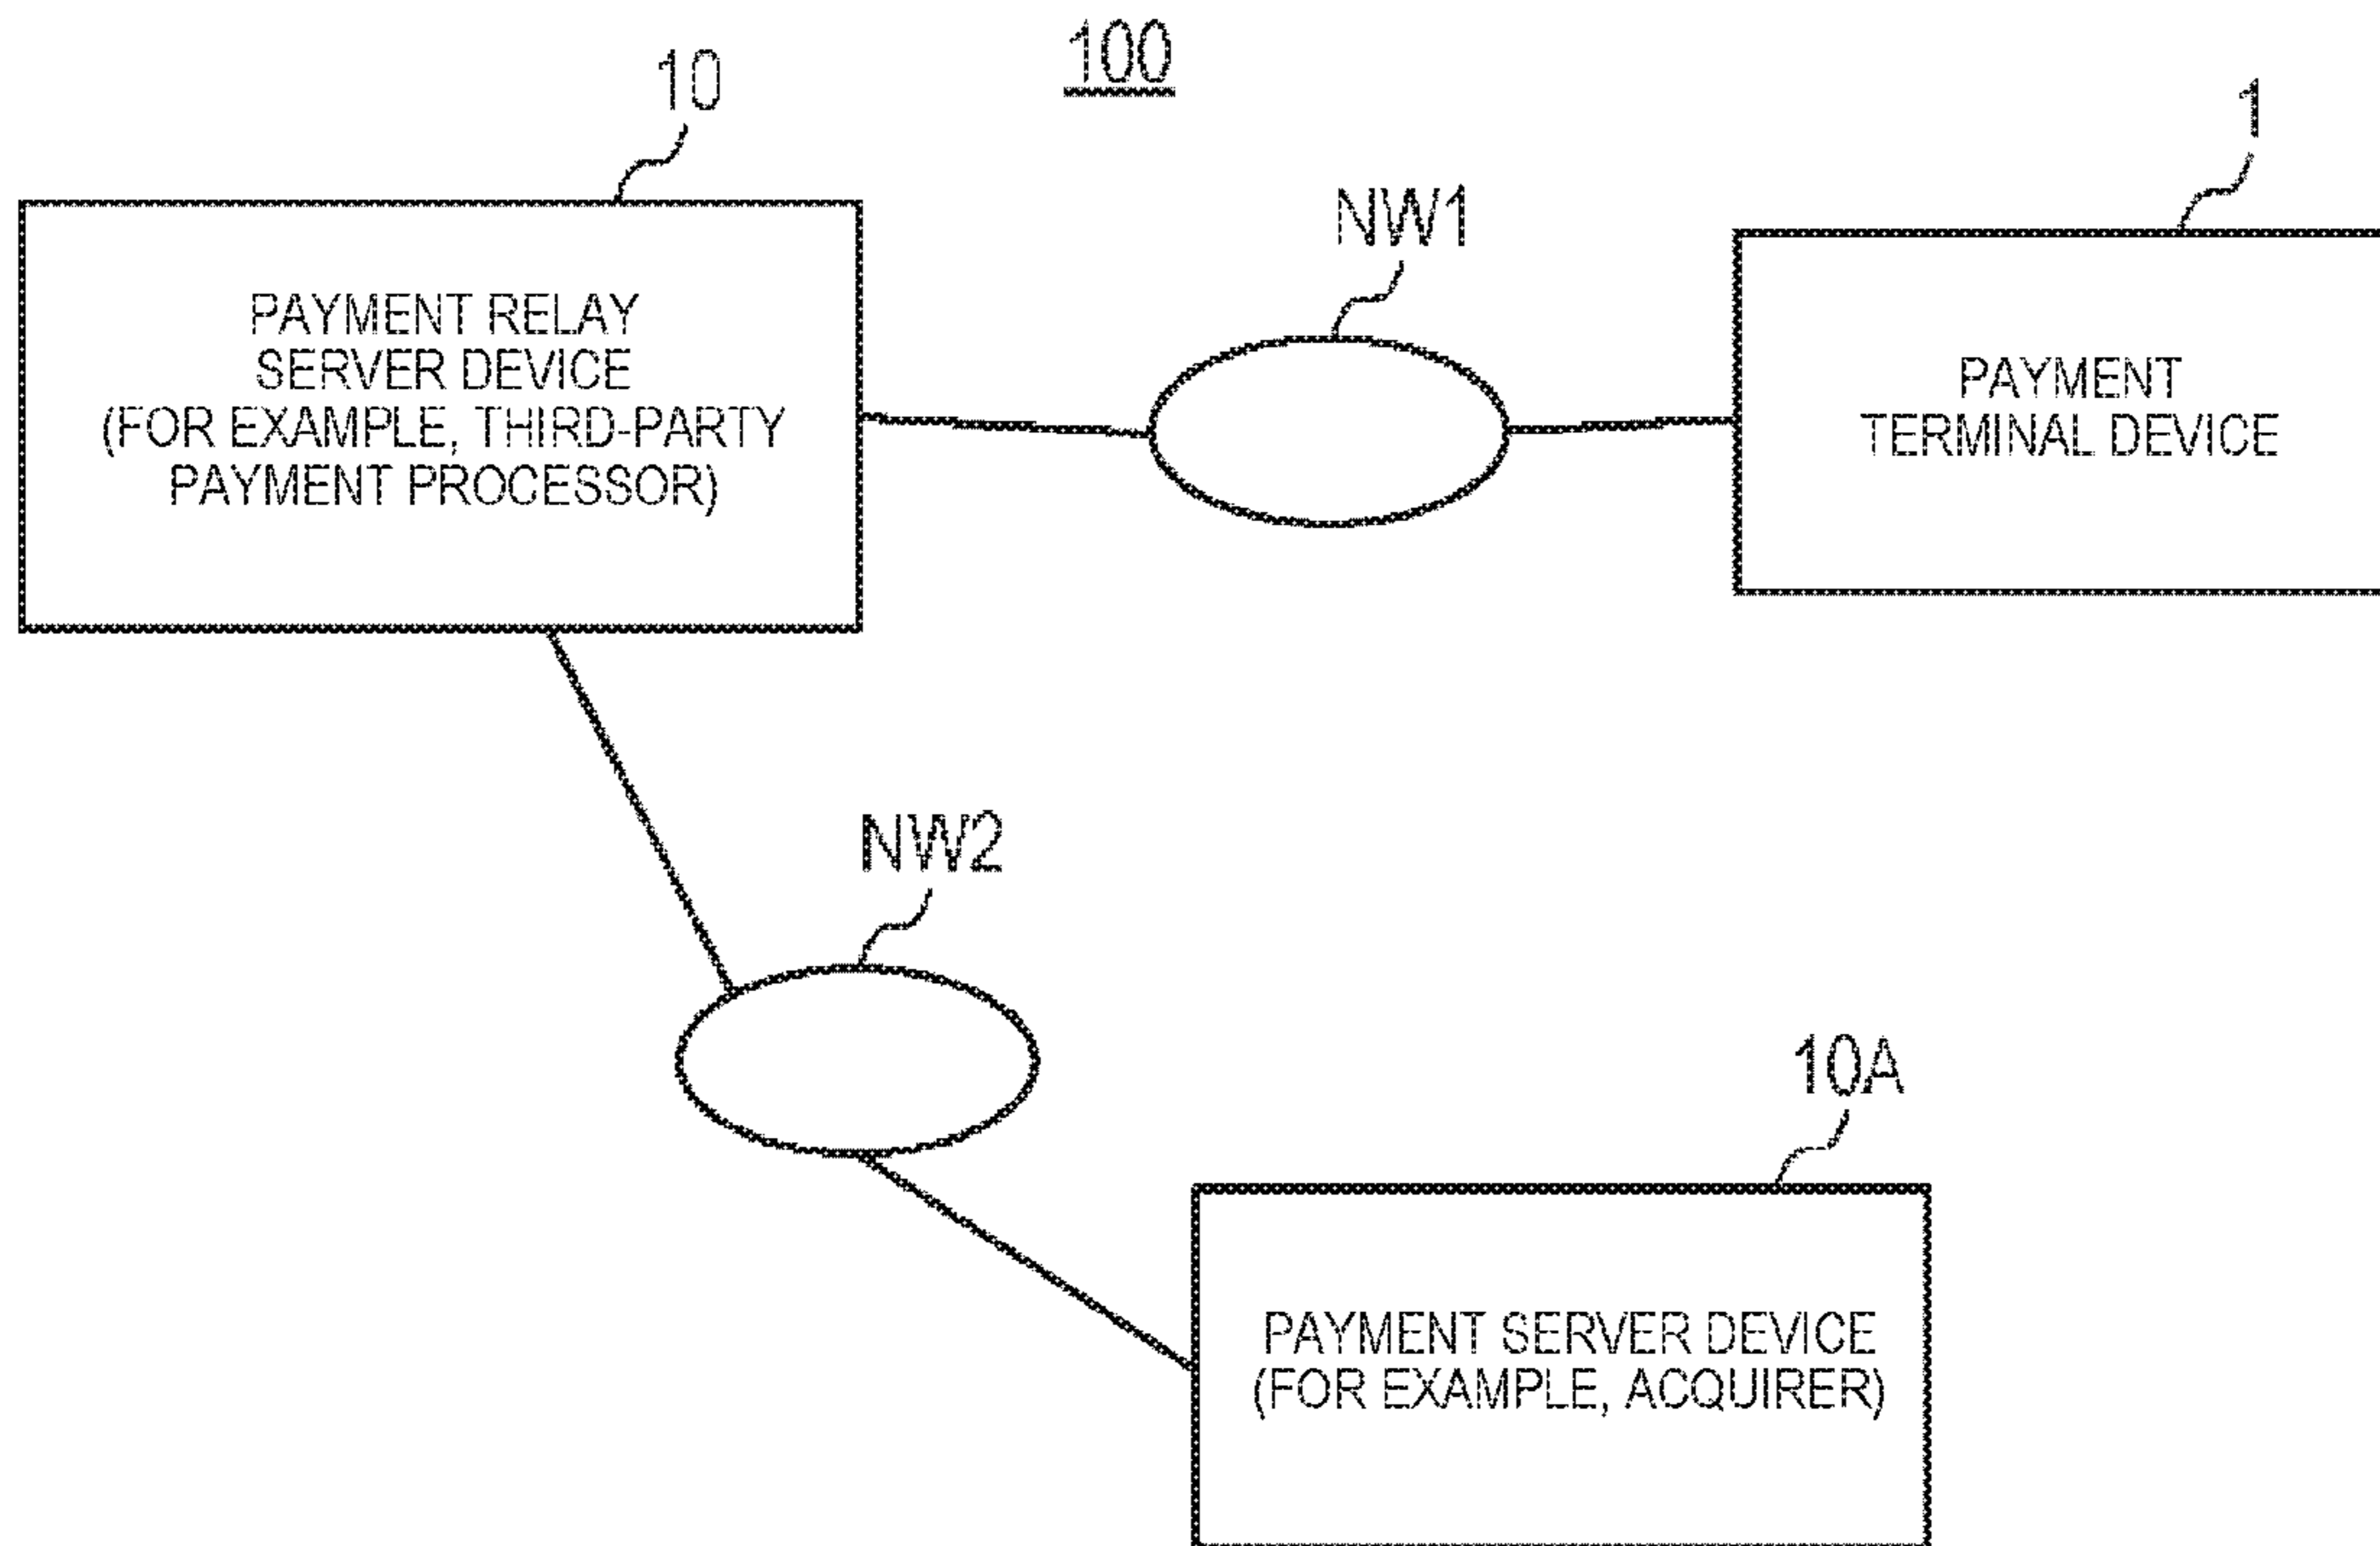 100
10
1
NW1
PAYMENT RELAY
SERVER DEVICE
(FOR EXAMPLE, THIRD-PARTY
PAYMENT PROCESSOR)
PAYMENT
TERMINAL DEVICE
NW2
10A
PAYMENT SERVER DEVICE
(FOR EXAMPLE, ACQUIRER)